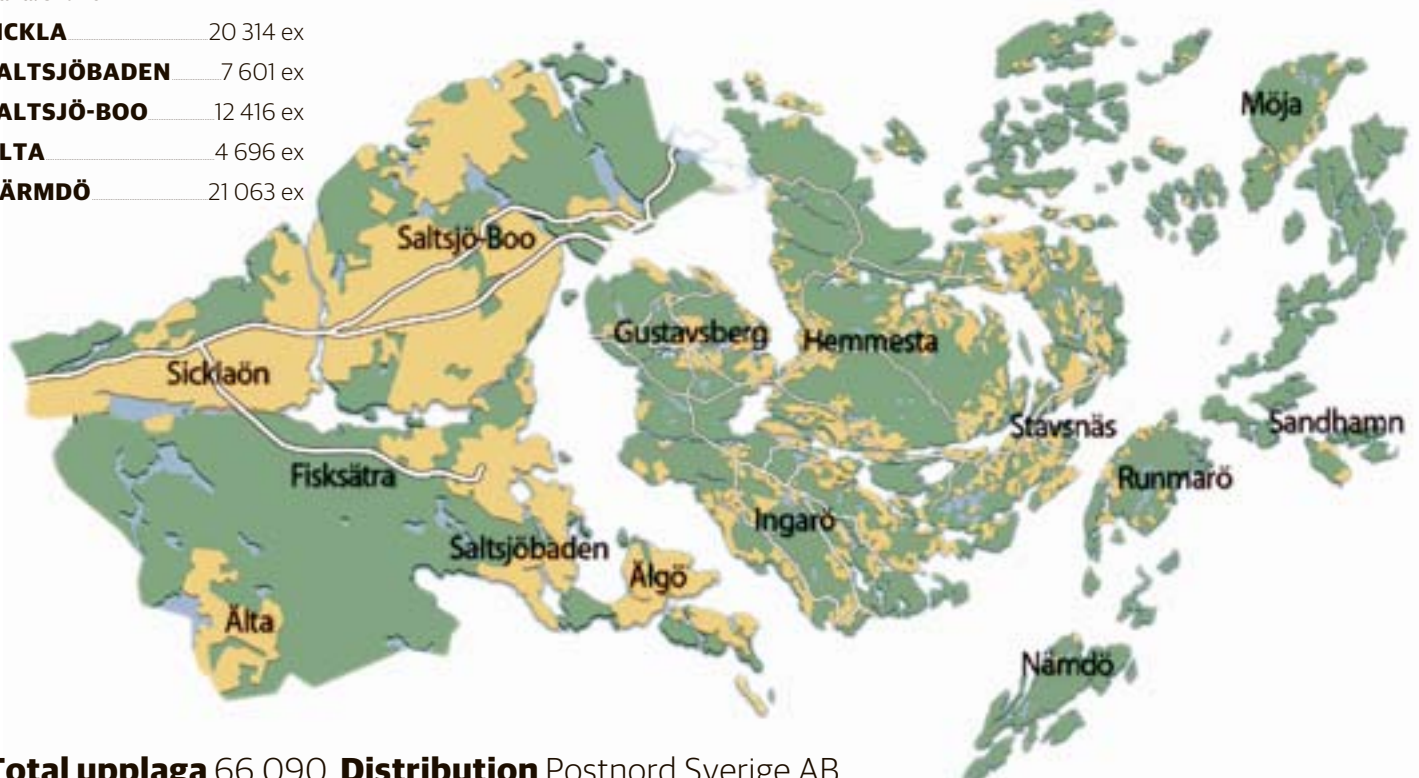 ICKLA 20 314 ex
ALTSJÖBADEN 7 601 ex
ALTSJÖ-BOO 12 416 ex
LTA 4 696 ex
ÄRMDÖ 21 063 ex
Möja
Saltsjö-Boo
Gustavsberg
Hemmesta
Sicklaön
Stavsnäs
Sandhamn
Fisksätra
Runmarö
Ingarö
Saltsjöbaden
Älgö
Älta
Nämdö
Total upplaga 66 090 Distribution Postnord Sverige AB